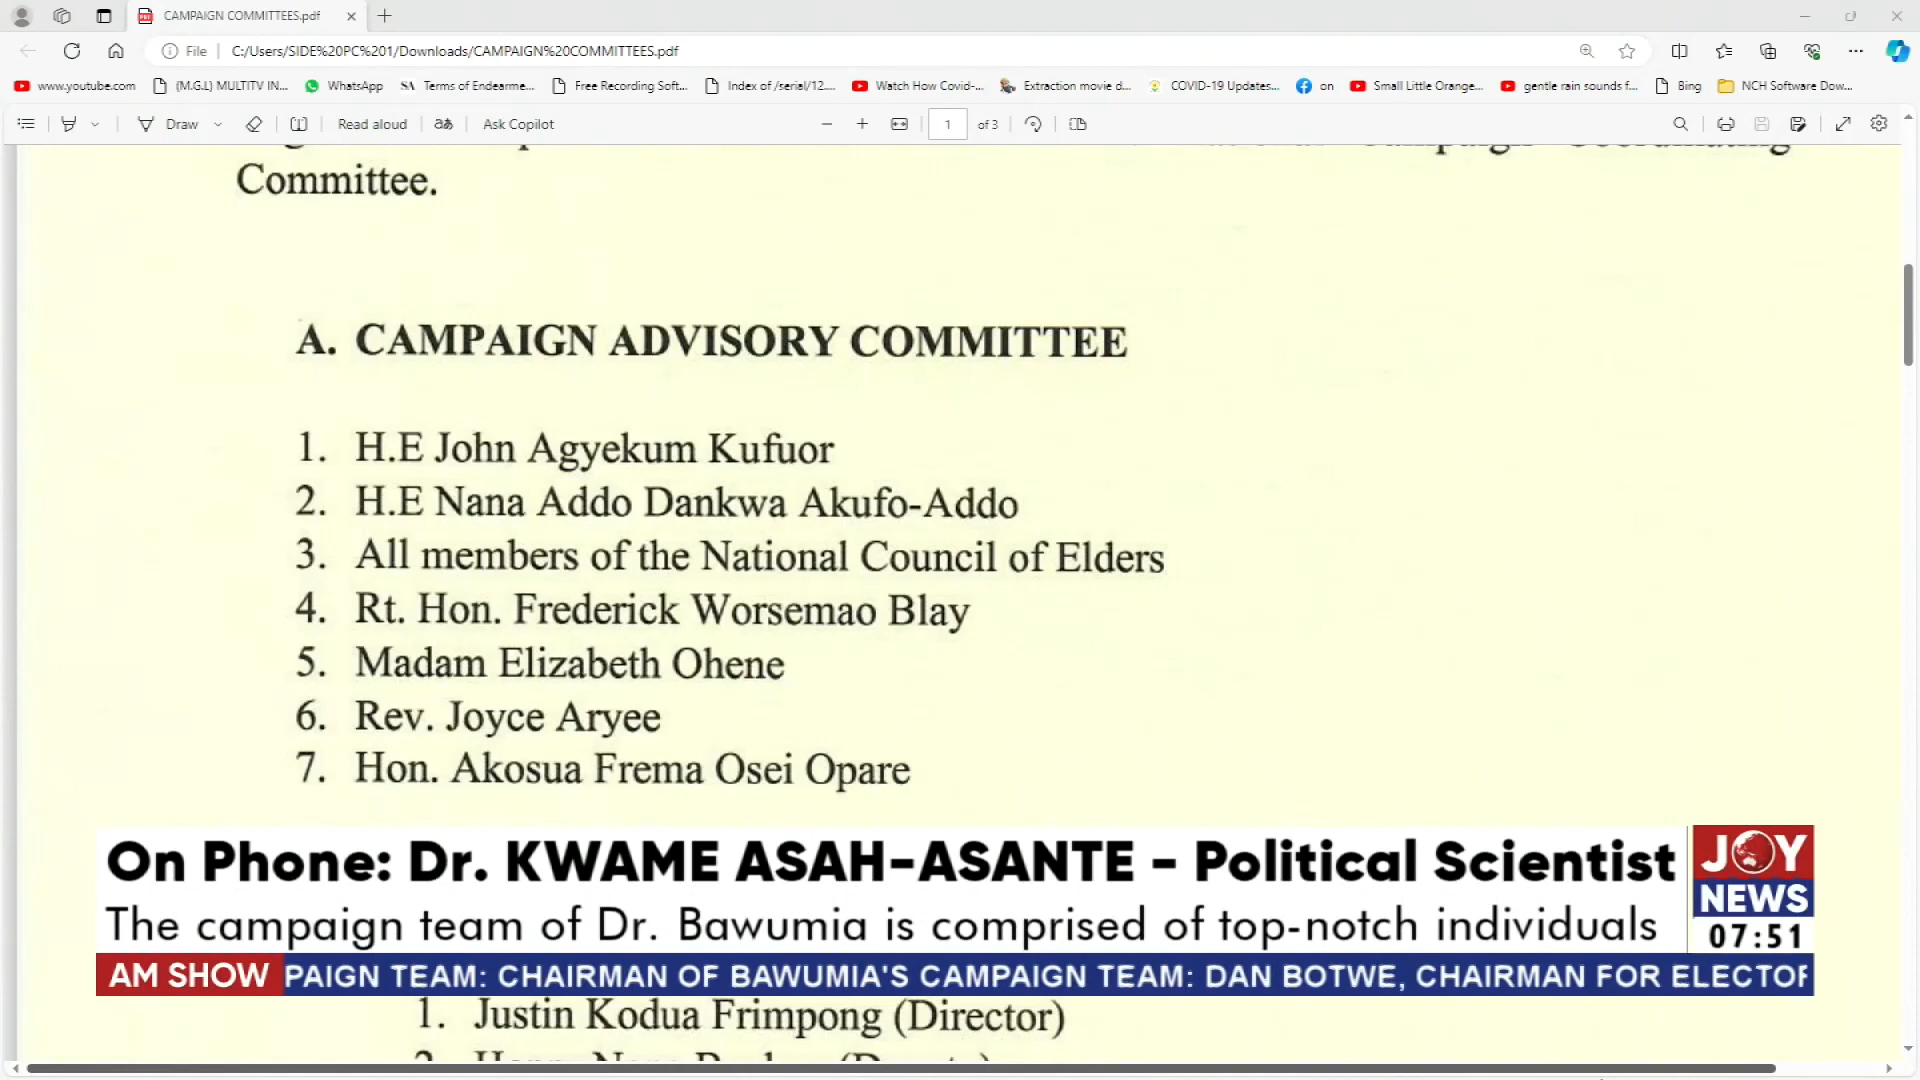 CAMPAIGN COMMITTEES.pdf
File
C:/Users/SIDE%20PC%201/Downloads/CAMPAIGN%20COMMITTEES.pdf
www.youtube.com
(M.G.L) MULTITV IN...
WhatsApp
SA Terms of Endearme...
Free Recording Soft...
Index of /serial/12....
Watch How Covid-...
Extraction movie d...
COVID-19 Updates...
on
Small Little Orange...
gentle rain sounds f...
Bing
NCH Software Dow...
Draw
Read aloud
aあ
Ask Copilot
1 of 3
Campaign Coordinating
Committee.
A. CAMPAIGN ADVISORY COMMITTEE
1. H.E John Agyekum Kufuor
2. H.E Nana Addo Dankwa Akufo-Addo
3. All members of the National Council of Elders
4. Rt. Hon. Frederick Worsemao Blay
5. Madam Elizabeth Ohene
6. Rev. Joyce Aryee
7. Hon. Akosua Frema Osei Opare
On Phone: Dr. KWAME ASAH-ASANTE - Political Scientist
The campaign team of Dr. Bawumia is comprised of top-notch individuals
JOY
NEWS
07:51
AM SHOW
PAIGN TEAM: CHAIRMAN OF BAWUMIA'S CAMPAIGN TEAM: DAN BOTWE, CHAIRMAN FOR ELECTOR
1. Justin Kodua Frimpong (Director)